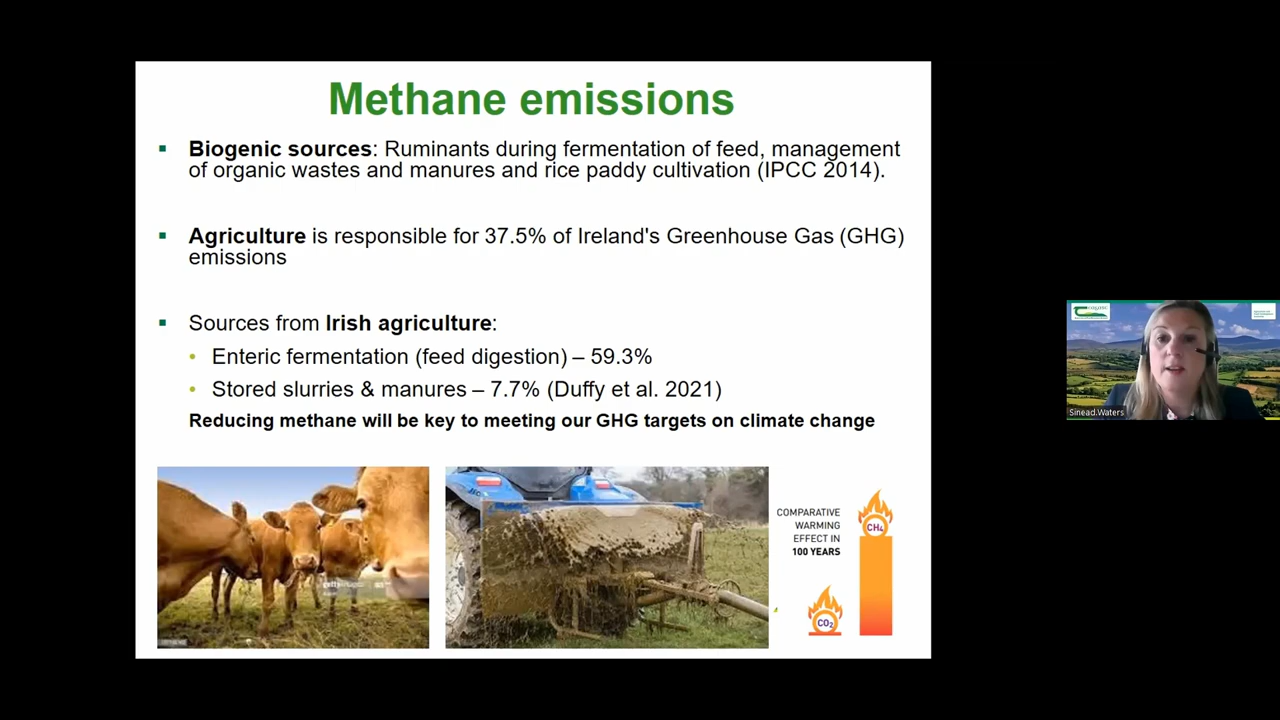 Methane emissions
Biogenic sources: Ruminants during fermentation of feed, management
of organic wastes and manures and rice paddy cultivation (IPCC 2014).
Agriculture is responsible for 37.5% of Ireland's Greenhouse Gas (GHG)
emissions
Sources from Irish agriculture:
Enteric fermentation (feed digestion) – 59.3%
Stored slurries & manures – 7.7% (Duffy et al. 2021)
Reducing methane will be key to meeting our GHG targets on climate change
COMPARATIVE
WARMING
EFFECT IN
100 YEARS
CH₄
CO₂
Sinead.Waters